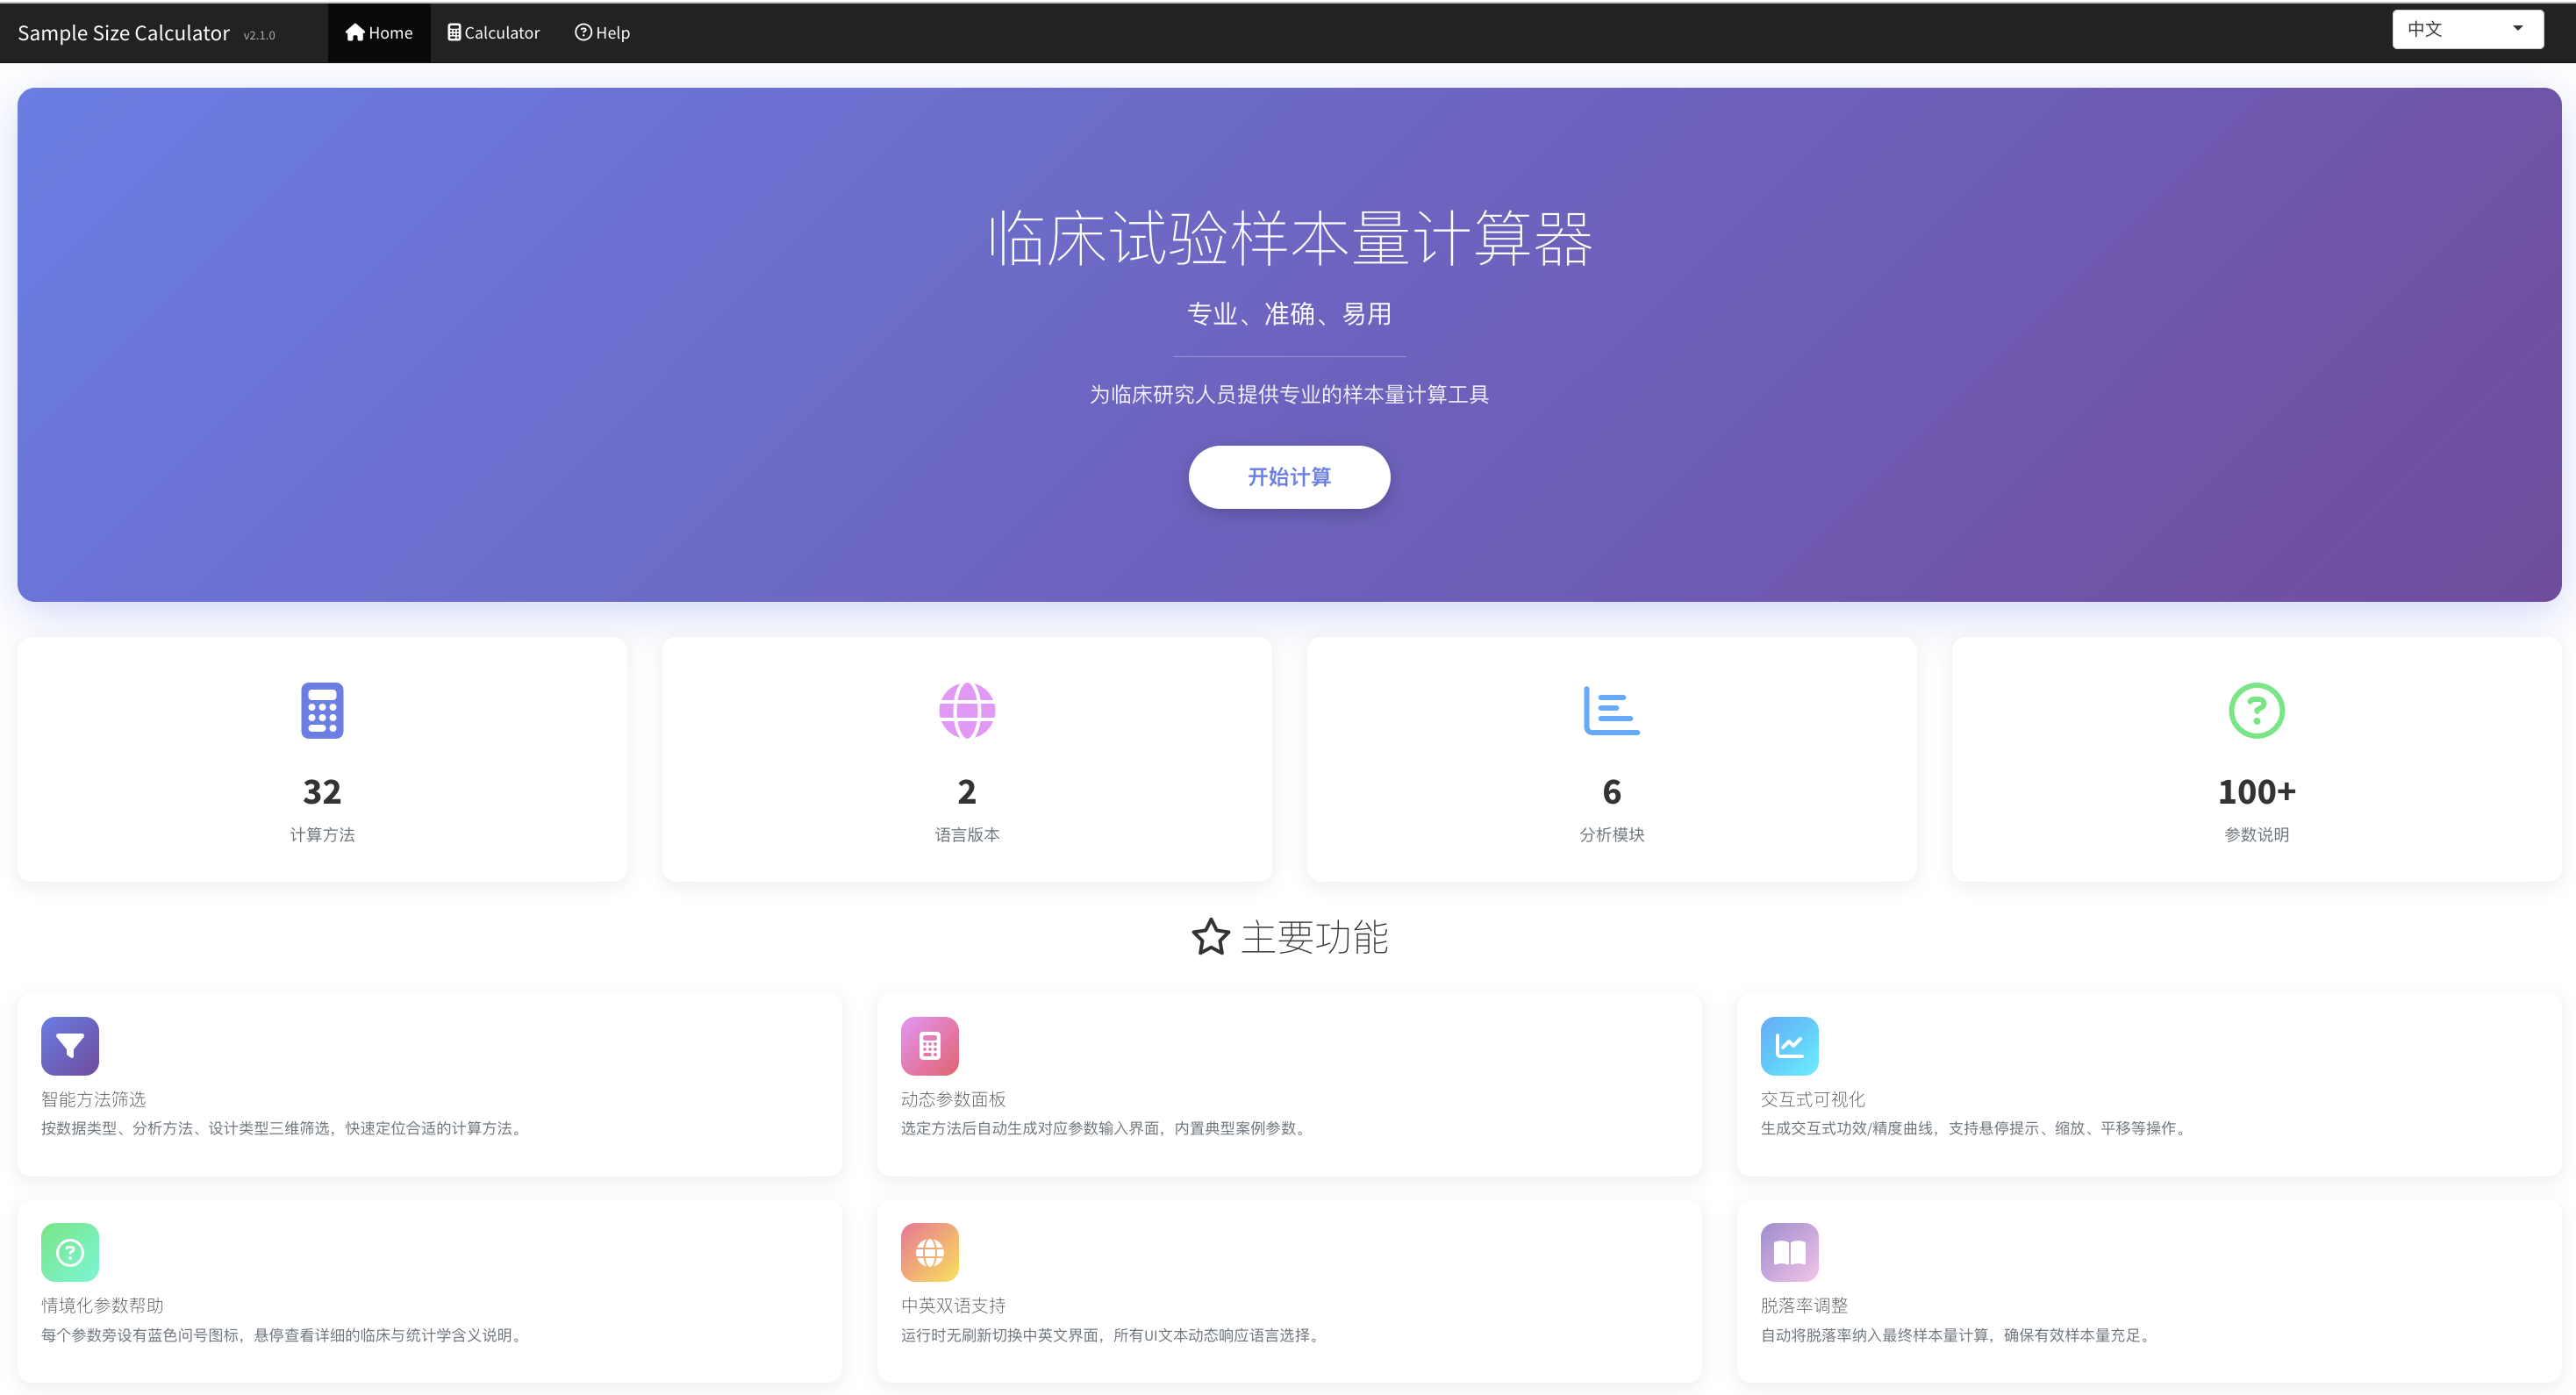 Sample Size Calculator v2.1.0 Home Calculator Help 中文
临床试验样本量计算器
专业、准确、易用
为临床研究人员提供专业的样本量计算工具
开始计算
32
计算方法
2
语言版本
6
分析模块
100+
参数说明
主要功能
智能方法筛选
按数据类型、分析方法、设计类型三维筛选，快速定位合适的计算方法。
动态参数面板
选定方法后自动生成对应参数输入界面，内置典型案例参数。
交互式可视化
生成交互式功效/精度曲线，支持悬停提示、缩放、平移等操作。
情境化参数帮助
每个参数旁设有蓝色问号图标，悬停查看详细的临床与统计学含义说明。
中英双语支持
运行时无刷新切换中英文界面，所有UI文本动态响应语言选择。
脱落率调整
自动将脱落率纳入最终样本量计算，确保有效样本量充足。